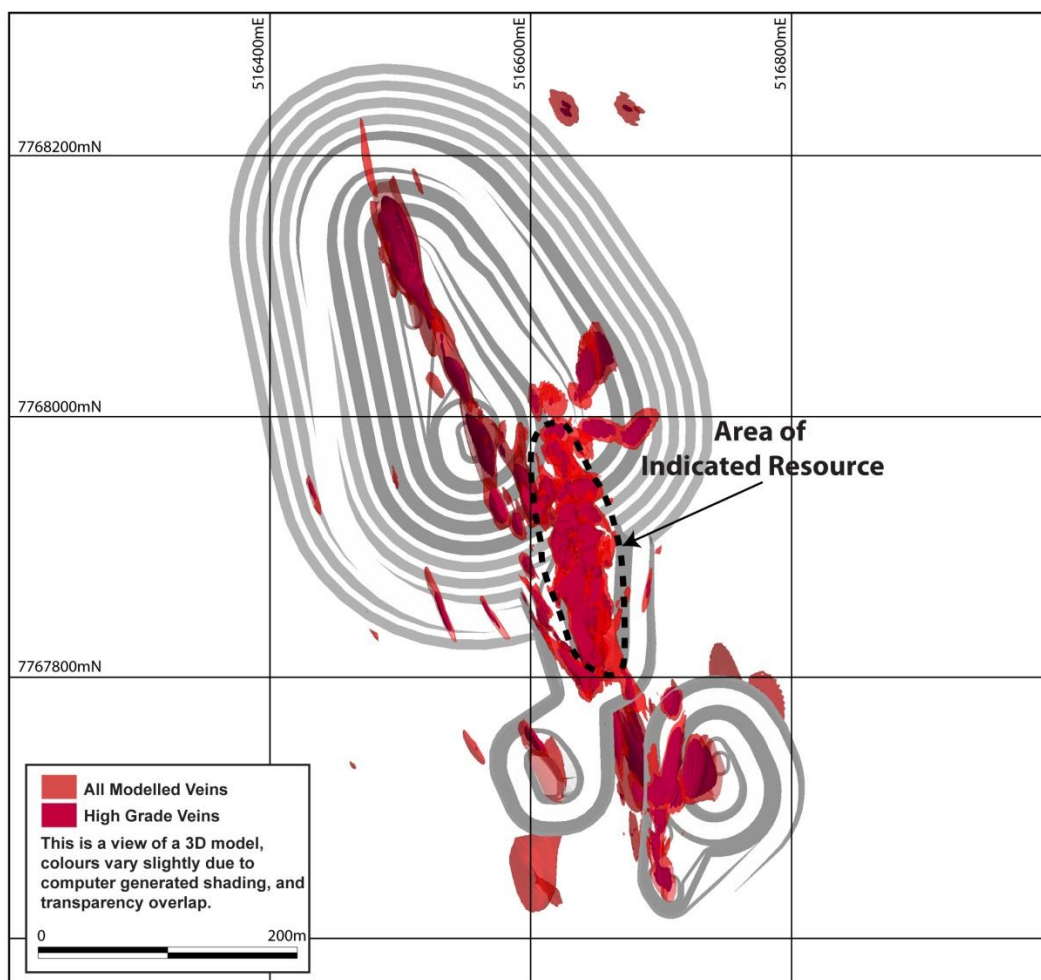 516400mE
516600mE
516800mE
7768200mN
7768000mN
Area of
Indicated Resource
7767800mN
All Modelled Veins
High Grade Veins
This is a view of a 3D model,
colours vary slightly due to
computer generated shading, and
transparency overlap.
0
200m